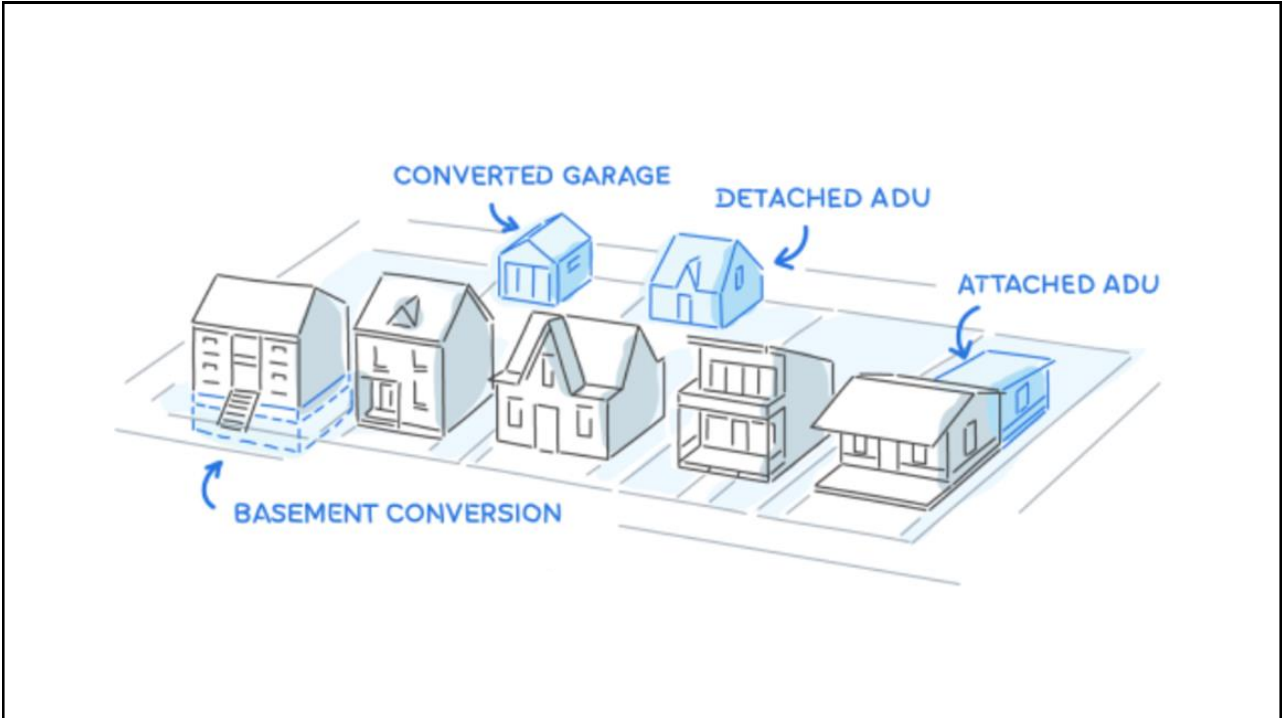 CONVERTED GARAGE
DETACHED ADU
ATTACHED ADU
BASEMENT CONVERSION